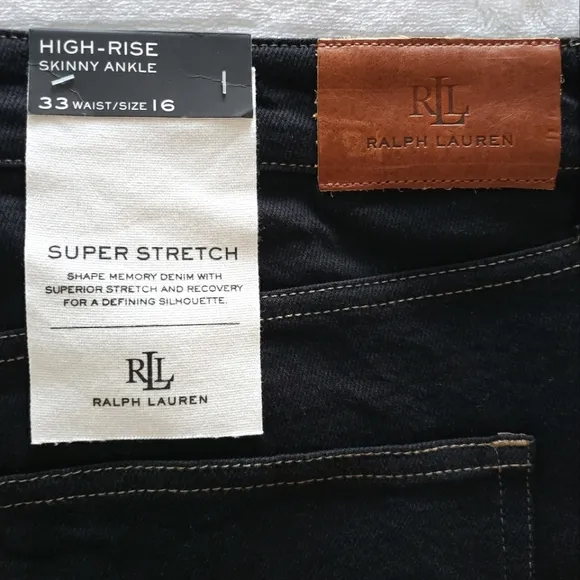 HIGH-RISE
SKINNY ANKLE
33 WAIST/SIZE 16
SUPER STRETCH
SHAPE MEMORY DENIM WITH
SUPERIOR STRETCH AND RECOVERY
FOR A DEFINING SILHOUETTE.
RLL
RALPH LAUREN
RLL
RALPH LAUREN